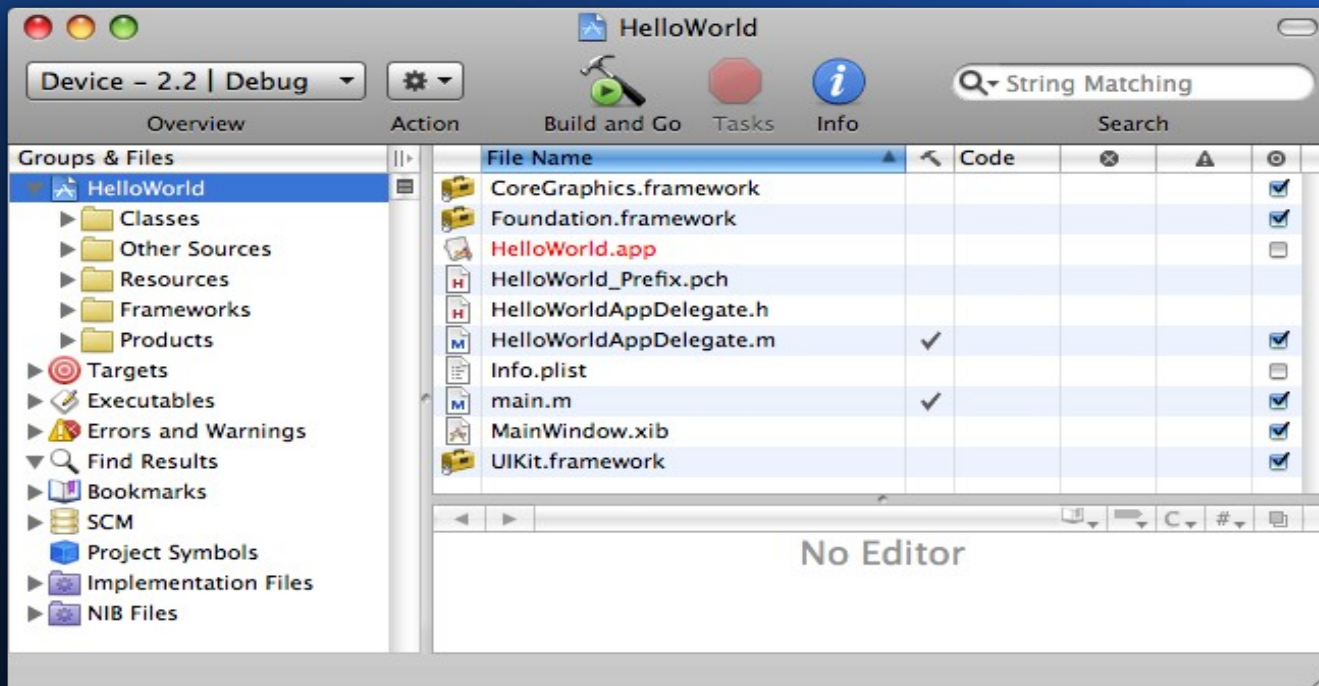 HelloWorld
Device – 2.2 | Debug
String Matching
Overview
Action
Build and Go
Tasks
Info
Search
Groups & Files
File Name
Code
HelloWorld
Classes
Other Sources
Resources
Frameworks
Products
Targets
Executables
Errors and Warnings
Find Results
Bookmarks
SCM
Project Symbols
Implementation Files
NIB Files
CoreGraphics.framework
Foundation.framework
HelloWorld.app
HelloWorld_Prefix.pch
HelloWorldAppDelegate.h
HelloWorldAppDelegate.m
Info.plist
main.m
MainWindow.xib
UIKit.framework
C
#
No Editor